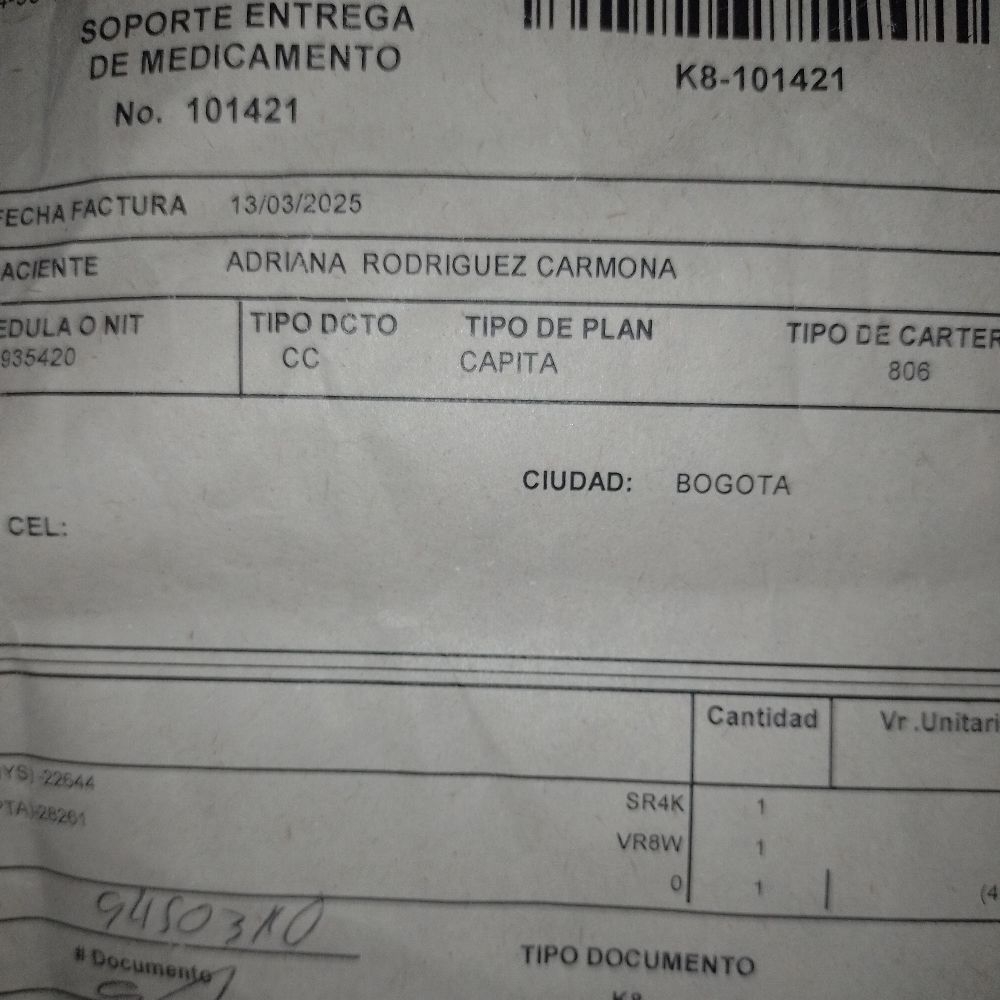 SOPORTE ENTREGA
DE MEDICAMENTO
No. 101421
K8-101421
FECHA FACTURA 13/03/2025
ACIENTE ADRIANA RODRIGUEZ CARMONA
EDULA O NIT TIPO DCTO TIPO DE PLAN TIPO DE CARTER
935420 CC CAPITA 806
CIUDAD: BOGOTA
CEL:
Cantidad Vr .Unitari
YS)-22644 SR4K 1
PTA)-28261 VR8W 1
0 1 (4
# Documento TIPO DOCUMENTO
K8